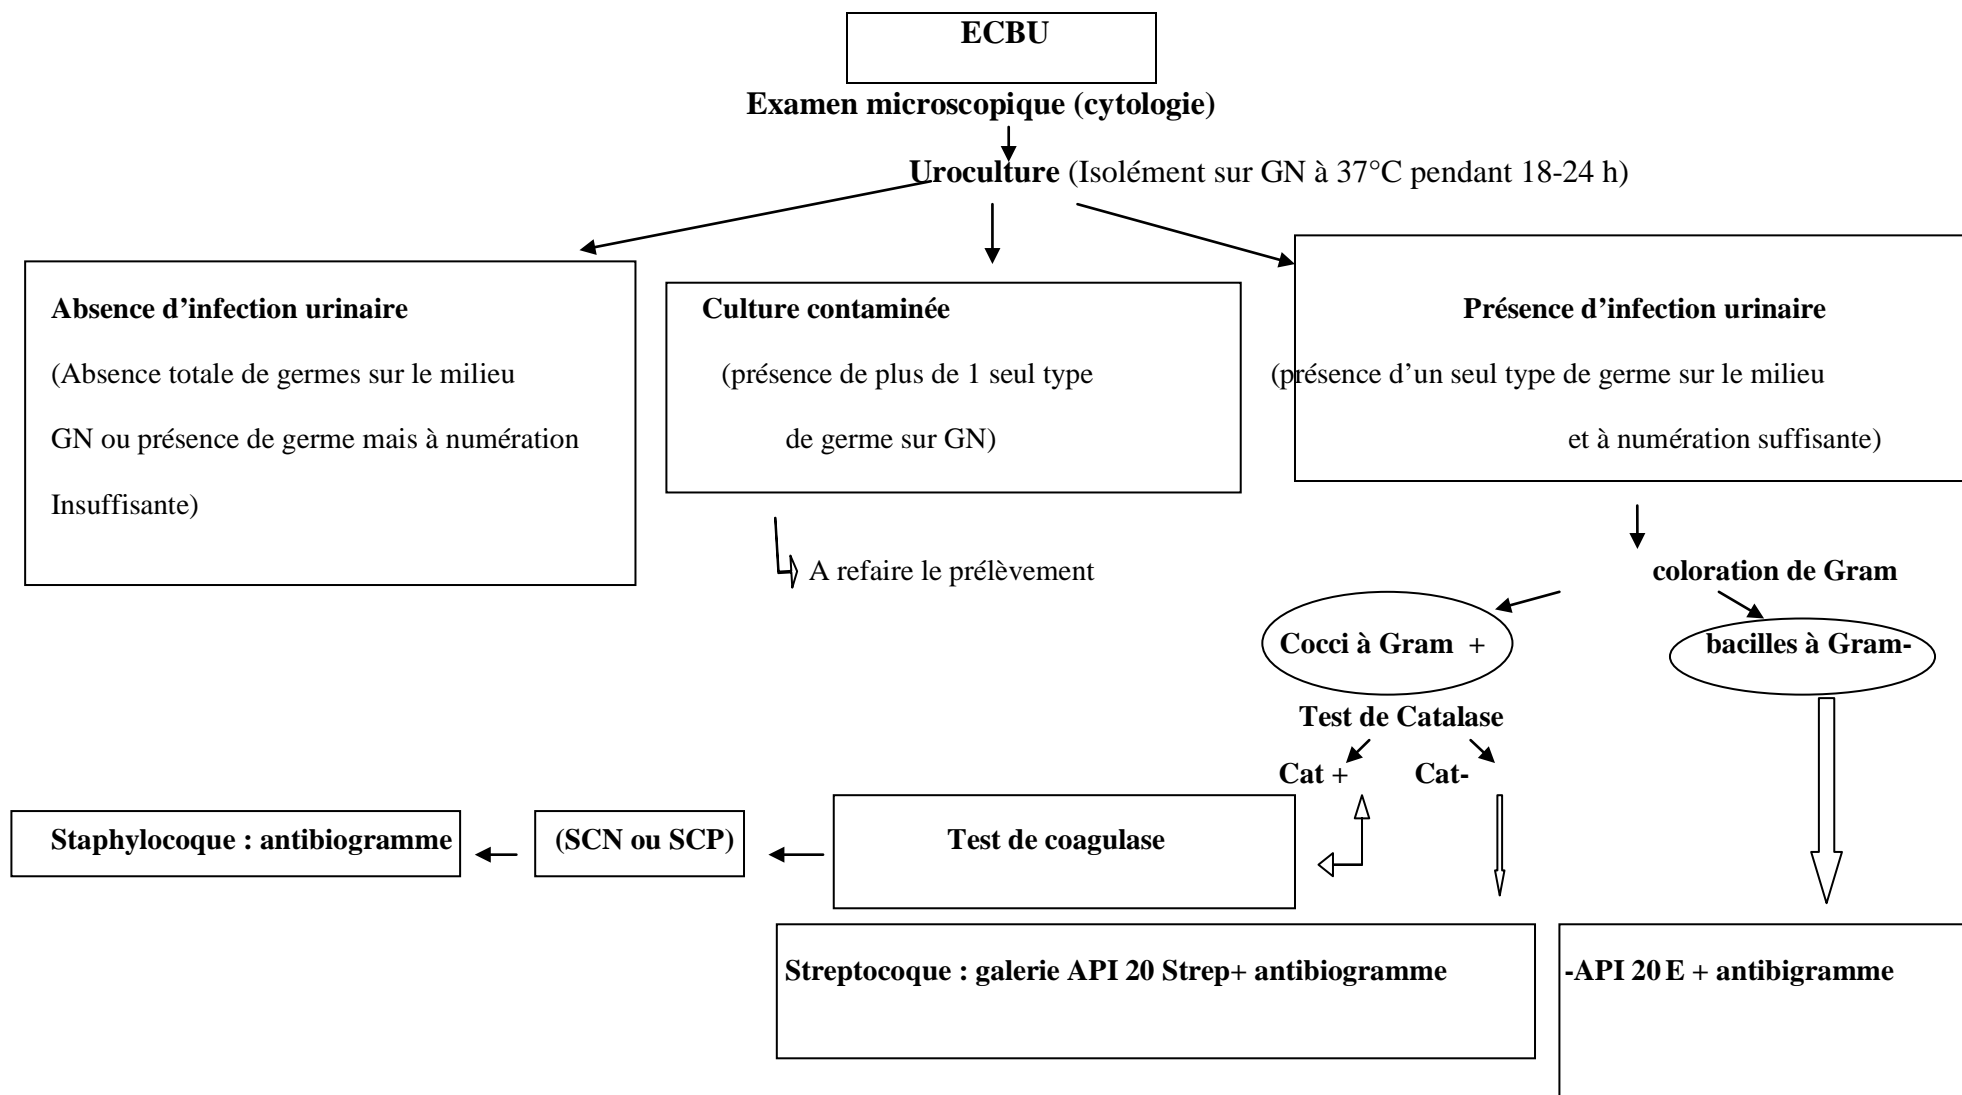 ECBU
Examen microscopique (cytologie)
Uroculture (Isolément sur GN à 37°C pendant 18-24 h)
Absence d’infection urinaire
(Absence totale de germes sur le milieu
GN ou présence de germe mais à numération
Insuffisante)
Culture contaminée
(présence de plus de 1 seul type
de germe sur GN)
A refaire le prélèvement
Présence d’infection urinaire
(présence d’un seul type de germe sur le milieu
et à numération suffisante)
coloration de Gram
Cocci à Gram +
bacilles à Gram-
Test de Catalase
Cat +
Cat-
Test de coagulase
(SCN ou SCP)
Staphylocoque : antibiogramme
Streptocoque : galerie API 20 Strep+ antibiogramme
-API 20 E + antibigramme